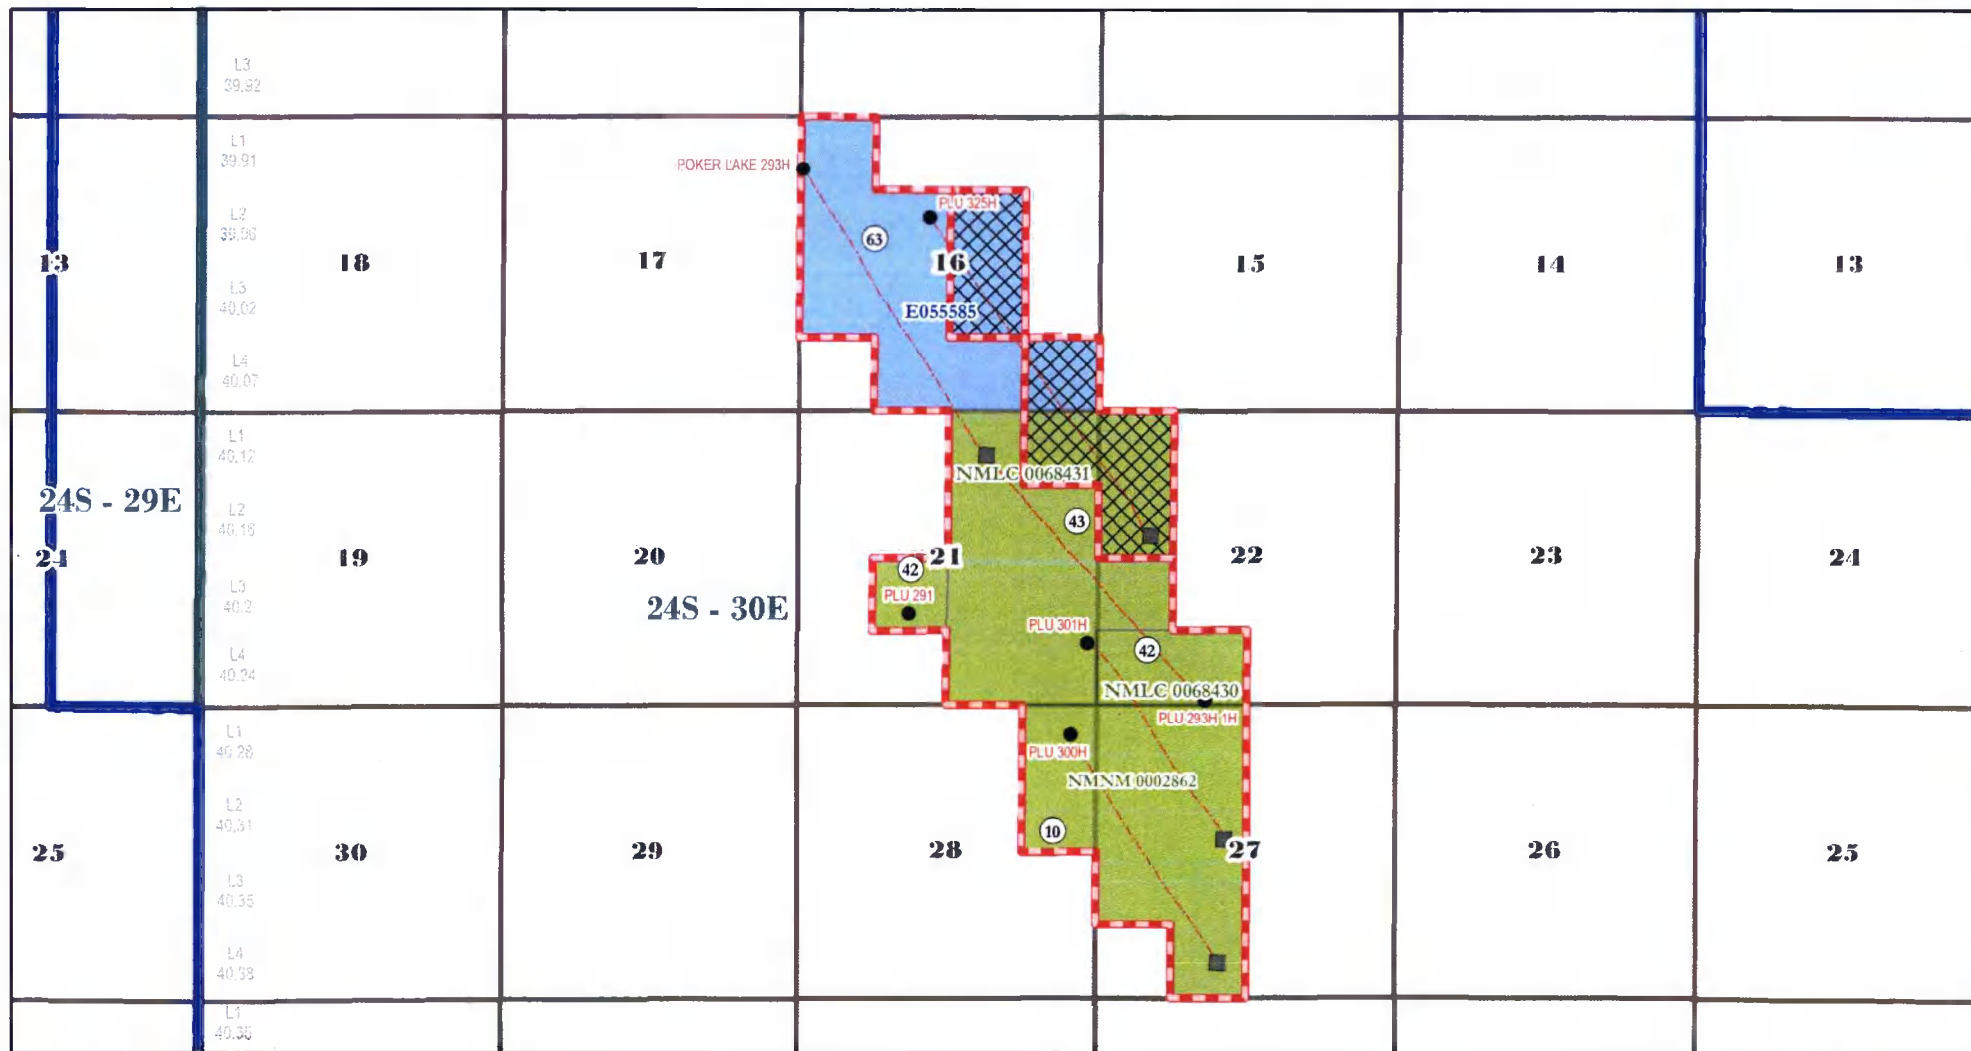 L3
39.92
L1
39.91
POKER LAKE 293H
L2
39.96
PLU 325H
63
13
18
17
16
15
14
13
L3
40.02
E055585
L4
40.07
L1
40.12
NMLC 0068431
24S - 29E
L2
40.16
43
24
19
20
21
22
23
24
42
L3
40.2
PLU 291
24S - 30E
PLU 301H
42
L4
40.24
NMLC 0068430
PLU 293H 1H
L1
40.28
PLU 300H
NMNM 0002862
L2
40.31
10
25
30
29
28
27
26
25
L3
40.35
L4
40.38
L1
40.36